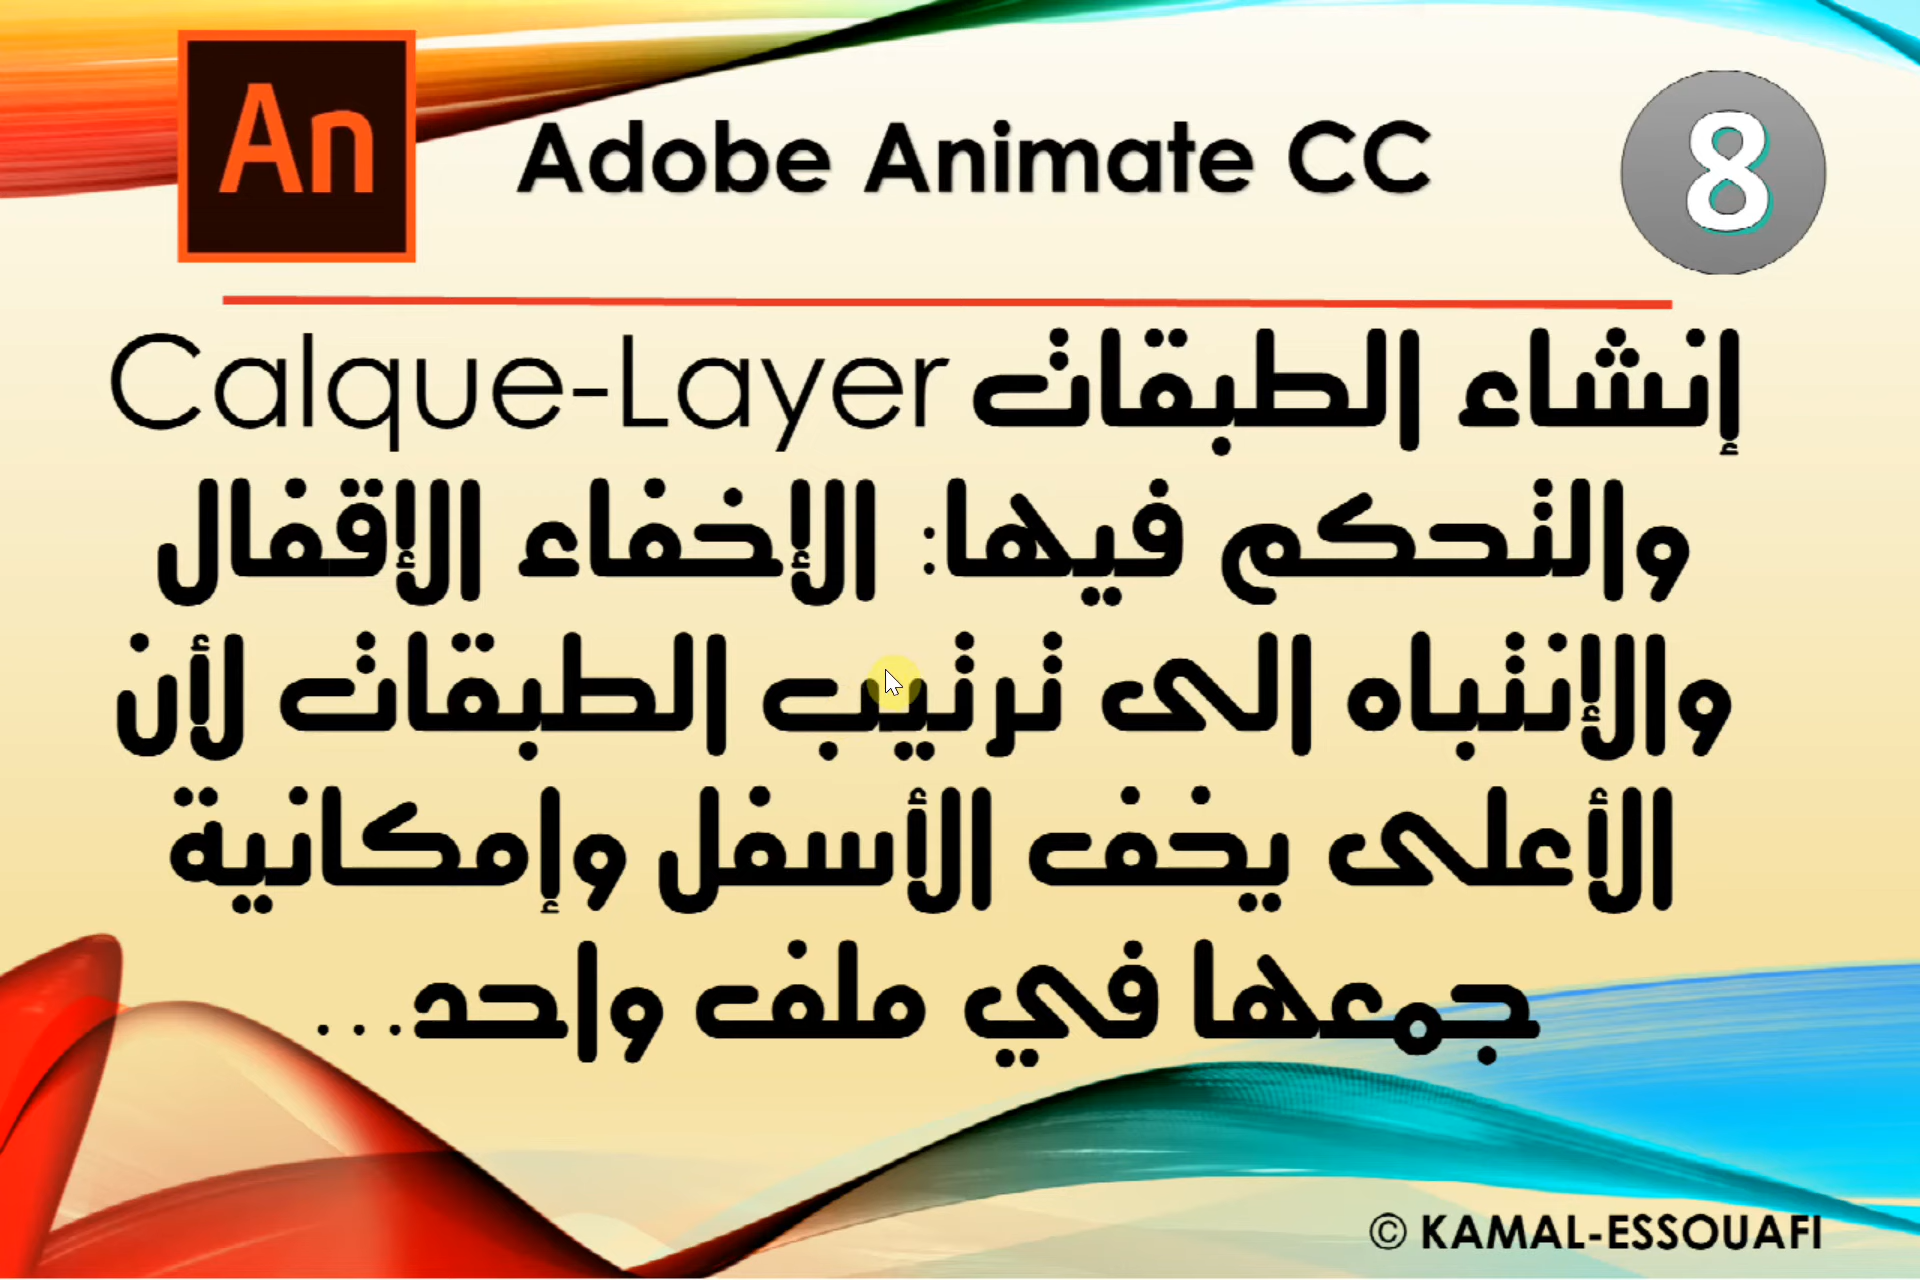 An
Adobe Animate CC
8
إنشاء الطبقات Calque-Layer
والتحكم فيها: الإخفاء الإقفال
والإنتباه الى ترتيب الطبقات لأن
الأعلى يخف الأسفل وإمكانية
جمعها في ملف واحد...
© KAMAL-ESSOUAFI